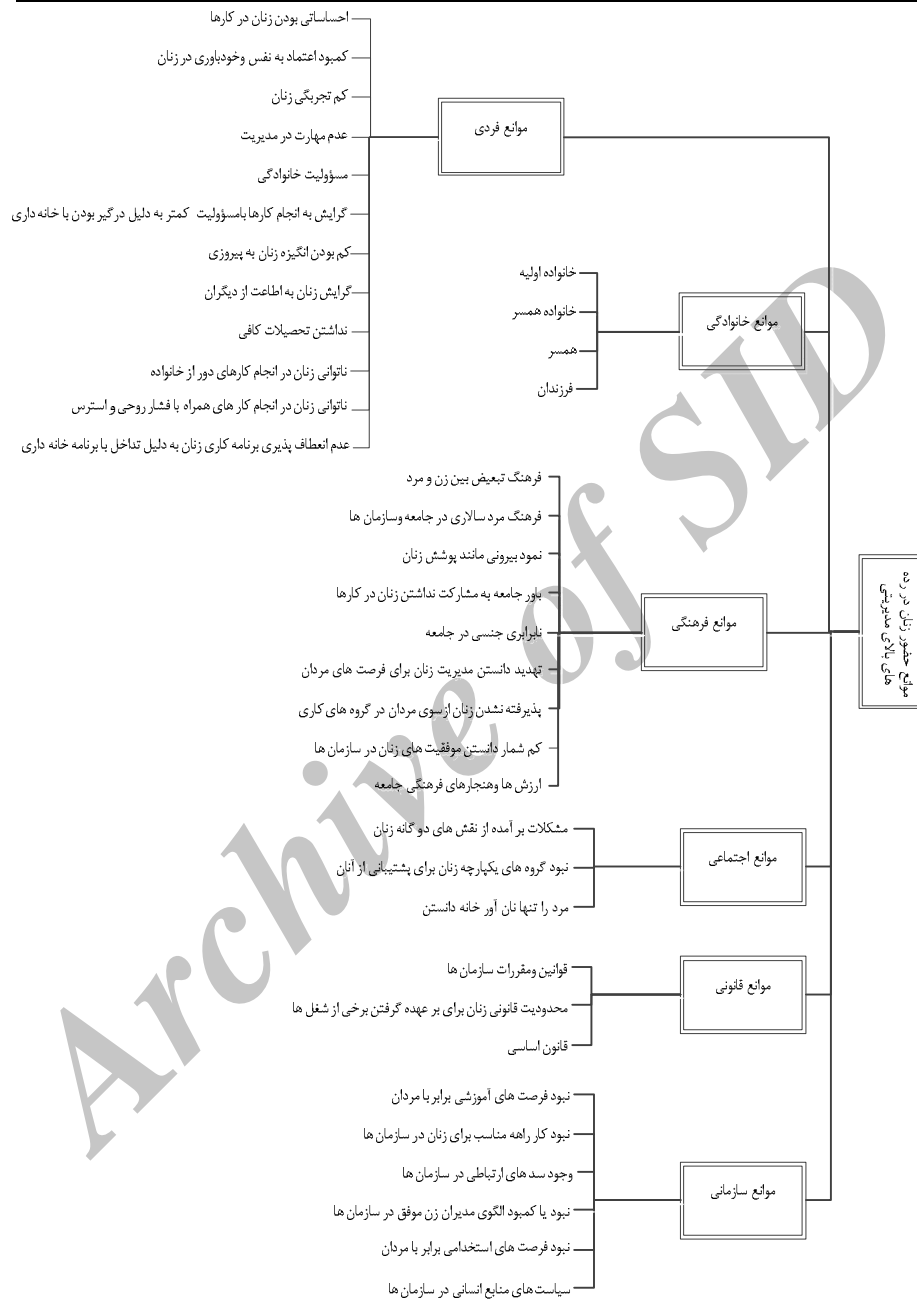 موانع حضور زنان در رده
های بالای مدیریتی
موانع فردی
احساساتی بودن زنان در کارها
کمبود اعتماد به نفس وخودباوری در زنان
کم تجربگی زنان
عدم مهارت در مدیریت
مسؤولیت خانوادگی
گرایش به انجام کارها بامسؤولیت کمتر به دلیل درگیر بودن با خانه داری
کم بودن انگیزه زنان به پیروزی
گرایش زنان به اطاعت از دیگران
نداشتن تحصیلات کافی
ناتوانی زنان در انجام کارهای دور از خانواده
ناتوانی زنان در انجام کار های همراه با فشار روحی و استرس
عدم انعطاف پذیری برنامه کاری زنان به دلیل تداخل با برنامه خانه داری
موانع خانوادگی
خانواده اولیه
خانواده همسر
همسر
فرزندان
موانع فرهنگی
فرهنگ تبعیض بین زن و مرد
فرهنگ مرد سالاری در جامعه وسازمان ها
نمود بیرونی مانند پوشش زنان
باور جامعه به مشارکت نداشتن زنان در کارها
نابرابری جنسی در جامعه
تهدید دانستن مدیریت زنان برای فرصت های مردان
پذیرفته نشدن زنان ازسوی مردان در گروه های کاری
کم شمار دانستن موفقیت های زنان در سازمان ها
ارزش ها وهنجارهای فرهنگی جامعه
موانع اجتماعی
مشکلات بر آمده از نقش های دو گانه زنان
نبود گروه های یکپارچه زنان برای پشتیبانی از آنان
مرد را تنها نان آور خانه دانستن
موانع قانونی
قوانین ومقررات سازمان ها
محدودیت قانونی زنان برای بر عهده گرفتن برخی از شغل ها
قانون اساسی
موانع سازمانی
نبود فرصت های آموزشی برابر با مردان
نبود کار راهه مناسب برای زنان در سازمان ها
وجود سد های ارتباطی در سازمان ها
نبود یا کمبود الگوی مدیران زن موفق در سازمان ها
نبود فرصت های استخدامی برابر با مردان
سیاست های منابع انسانی در سازمان ها
Archive of SID